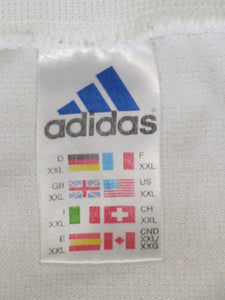 adidas
D F
XXL XXL
GB US
XXL XXL
I CH
XXL XXL
E CND
XXL XXL/
XXG